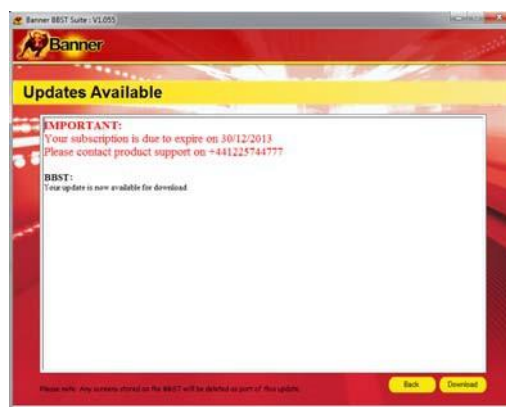 Banner BBST Suite : V1.055
Banner
Updates Available
IMPORTANT:
Your subscription is due to expire on 30/12/2013
Please contact product support on +441225744777
BBST:
Your update is now available for download
Please note: Any screens stored on the BBST will be deleted as part of this update.
Back
Download